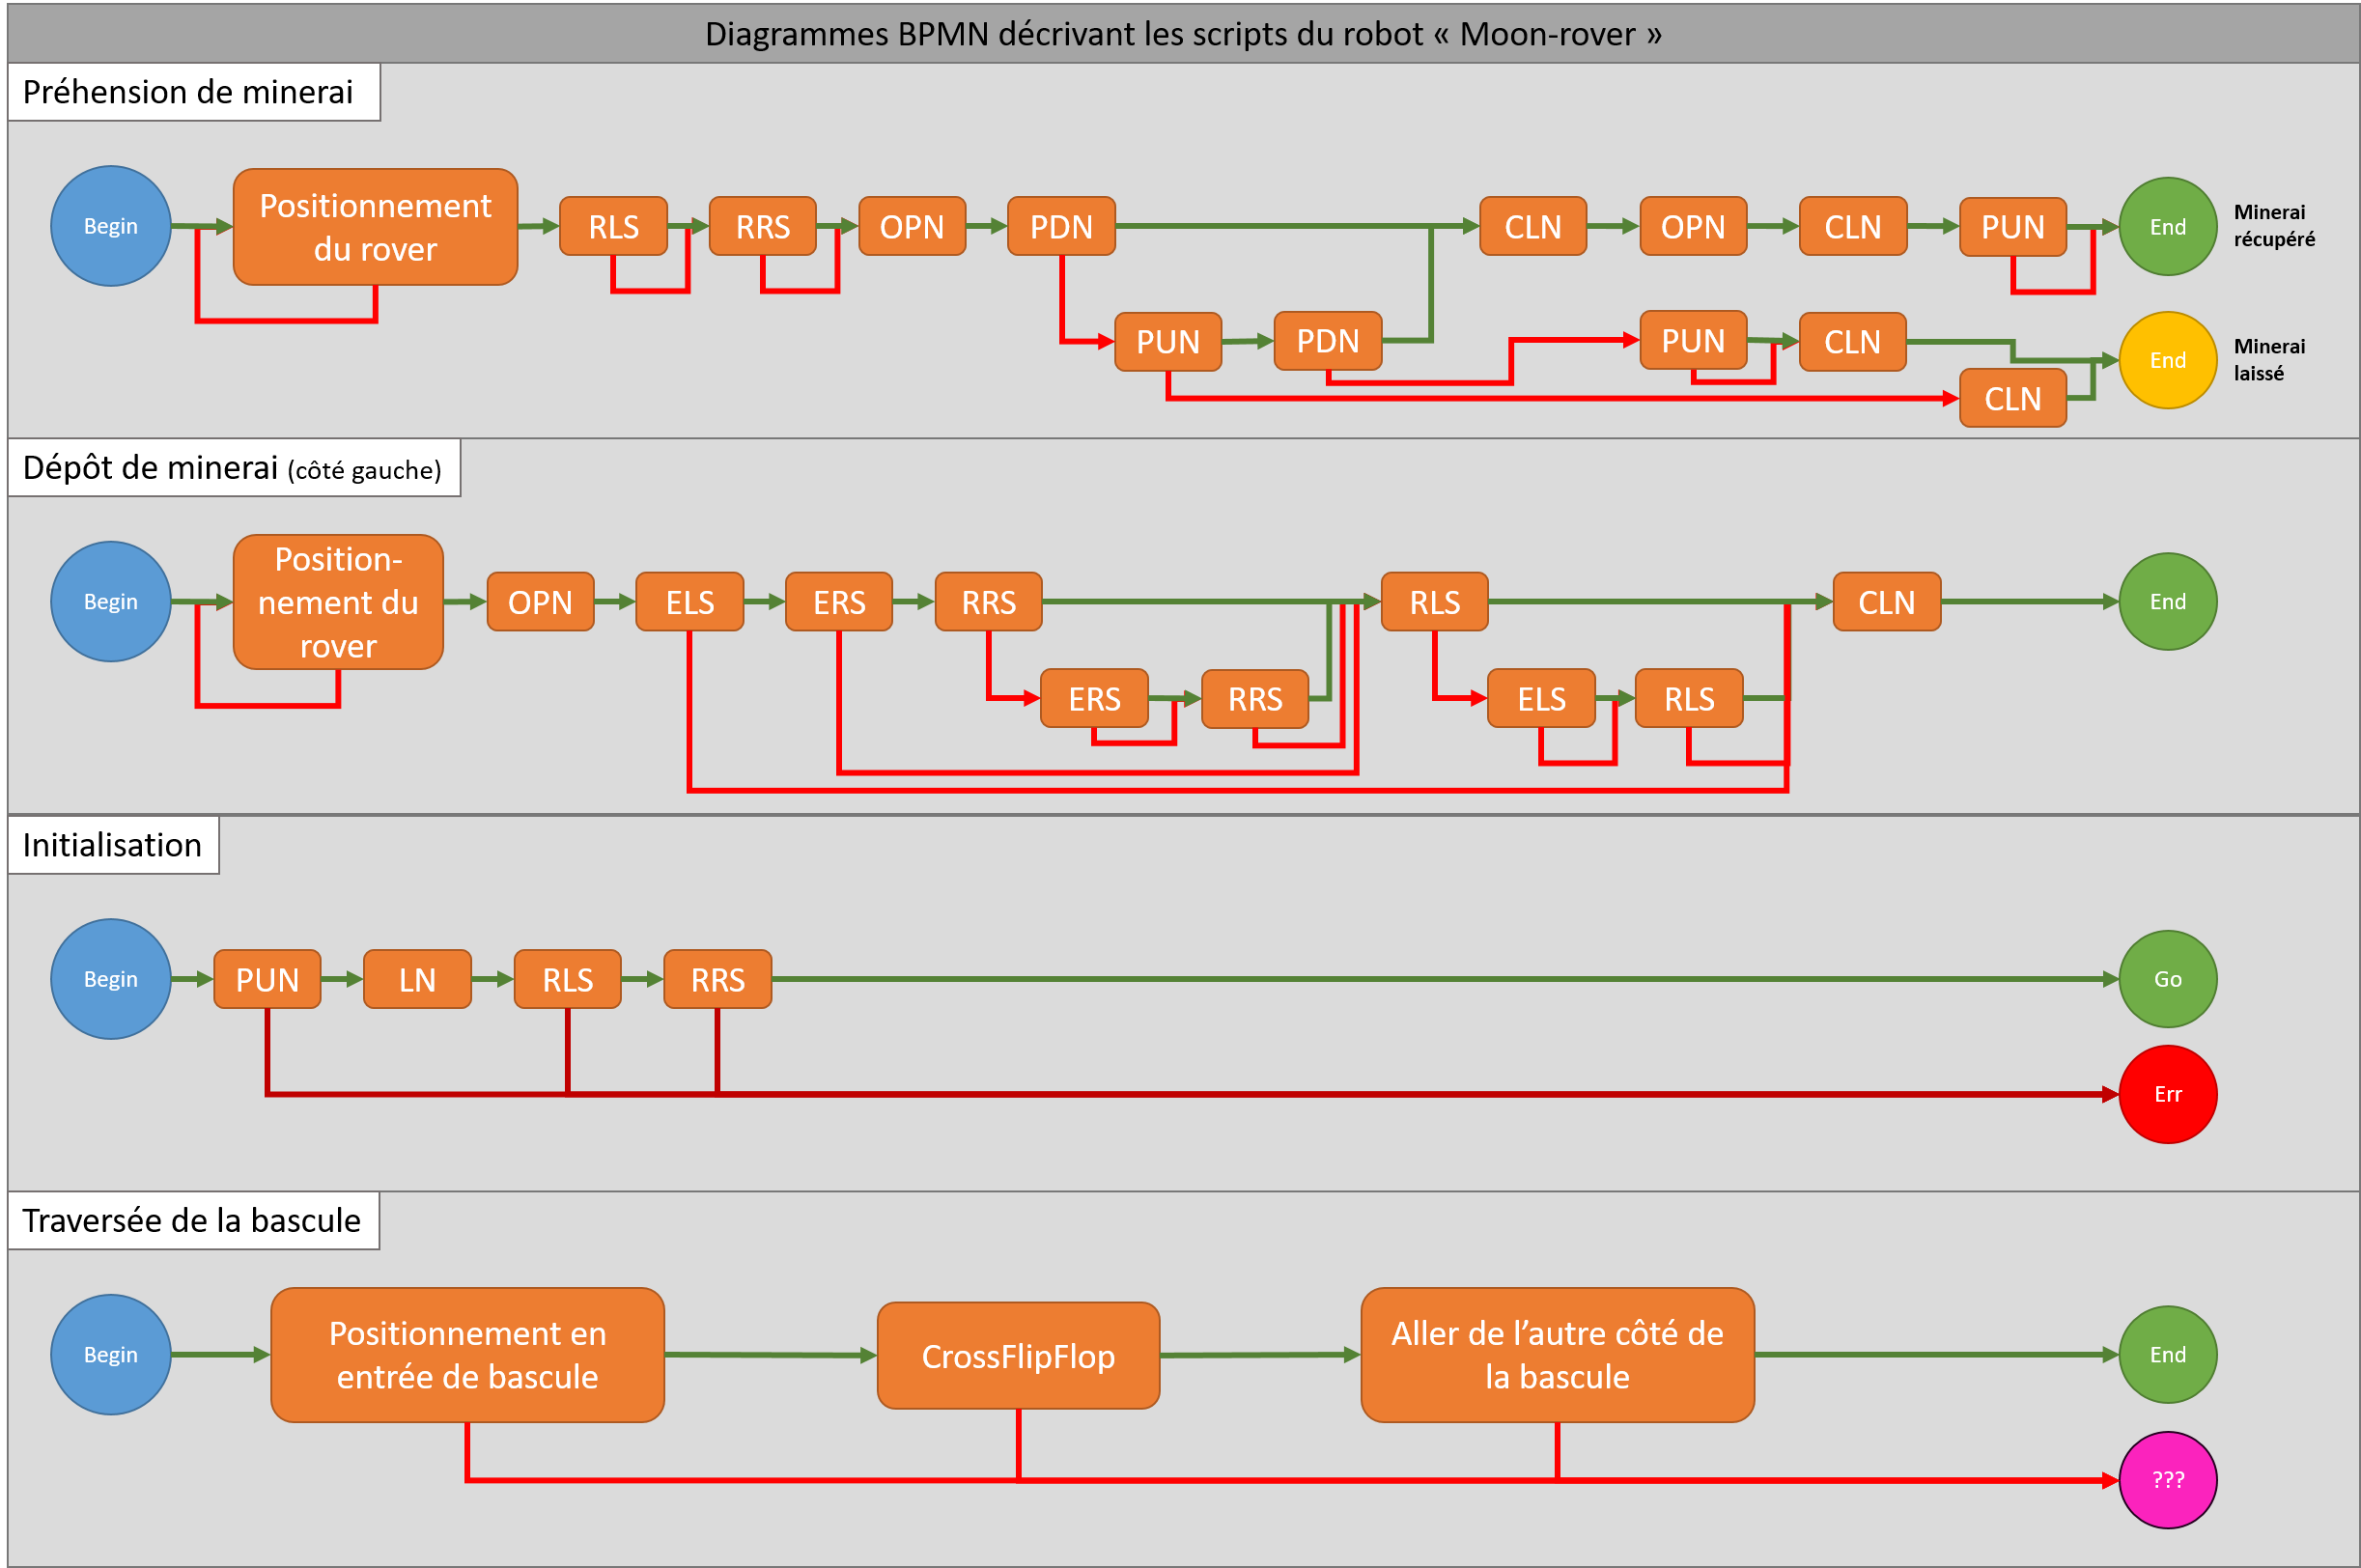 Diagrammes BPMN décrivant les scripts du robot « Moon-rover »
Préhension de minerai
Begin
Positionnement
du rover
RLS
RRS
OPN
PDN
CLN
OPN
CLN
PUN
End
Minerai
récupéré
PUN
PDN
PUN
CLN
CLN
End
Minerai
laissé
Dépôt de minerai (côté gauche)
Begin
Position-
nement du
rover
OPN
ELS
ERS
RRS
RLS
CLN
End
ERS
RRS
ELS
RLS
Initialisation
Begin
PUN
LN
RLS
RRS
Go
Err
Traversée de la bascule
Begin
Positionnement en
entrée de bascule
CrossFlipFlop
Aller de l’autre côté de
la bascule
End
???